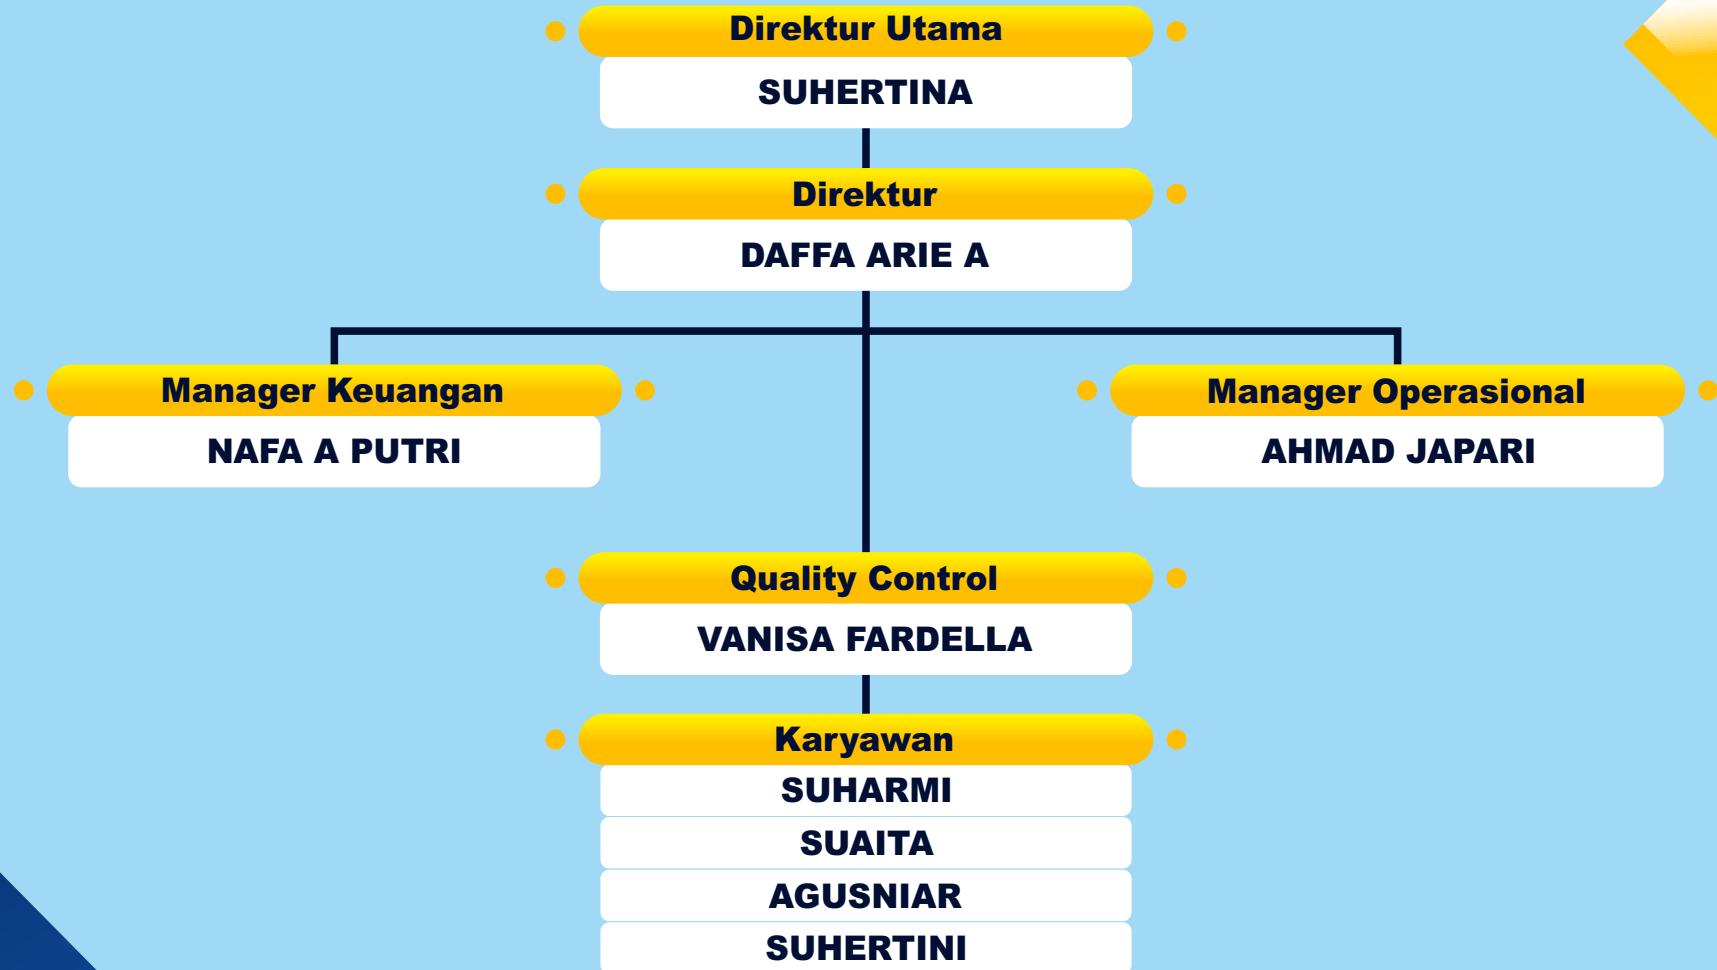 Direktur Utama
SUHERTINA
Direktur
DAFFA ARIE A
Manager Keuangan
NAFA A PUTRI
Manager Operasional
AHMAD JAPARI
Quality Control
VANISA FARDELLA
Karyawan
SUHARMI
SUAITA
AGUSNIAR
SUHERTINI